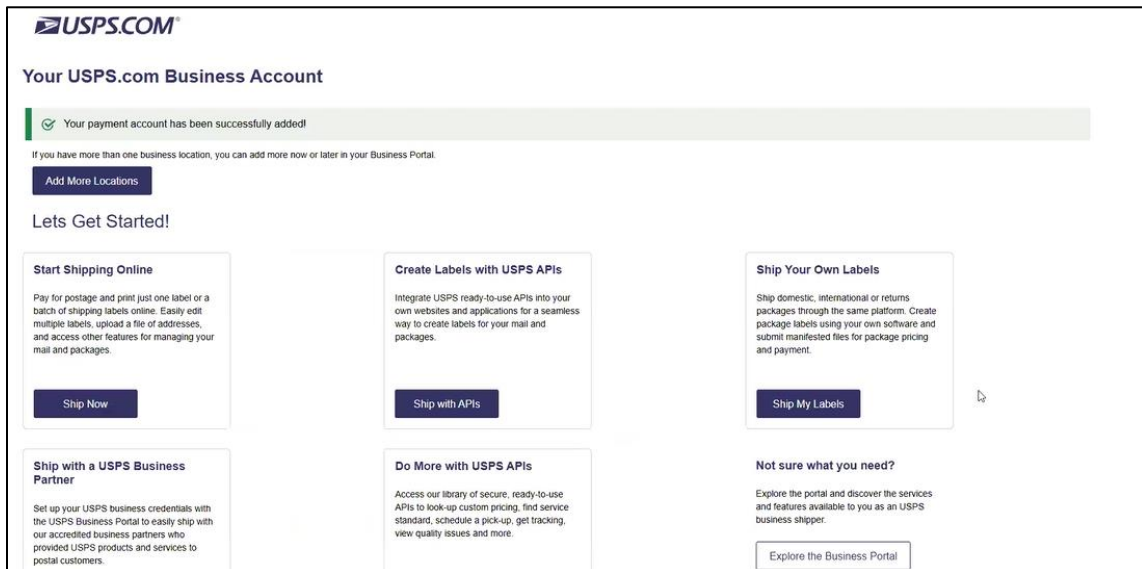 USPS.COM®
Your USPS.com Business Account
Your payment account has been successfully added!
If you have more than one business location, you can add more now or later in your Business Portal.
Add More Locations
Lets Get Started!
Start Shipping Online
Pay for postage and print just one label or a
batch of shipping labels online. Easily edit
multiple labels, upload a file of addresses,
and access other features for managing your
mail and packages.
Ship Now
Create Labels with USPS APIs
Integrate USPS ready-to-use APIs into your
own websites and applications for a seamless
way to create labels for your mail and
packages.
Ship with APIs
Ship Your Own Labels
Ship domestic, international or returns
packages through the same platform. Create
package labels using your own software and
submit manifested files for package pricing
and payment.
Ship My Labels
Ship with a USPS Business
Partner
Set up your USPS business credentials with
the USPS Business Portal to easily ship with
our accredited business partners who
provided USPS products and services to
postal customers.
Do More with USPS APIs
Access our library of secure, ready-to-use
APIs to look-up custom pricing, find service
standard, schedule a pick-up, get tracking,
view quality issues and more.
Not sure what you need?
Explore the portal and discover the services
and features available to you as an USPS
business shipper.
Explore the Business Portal